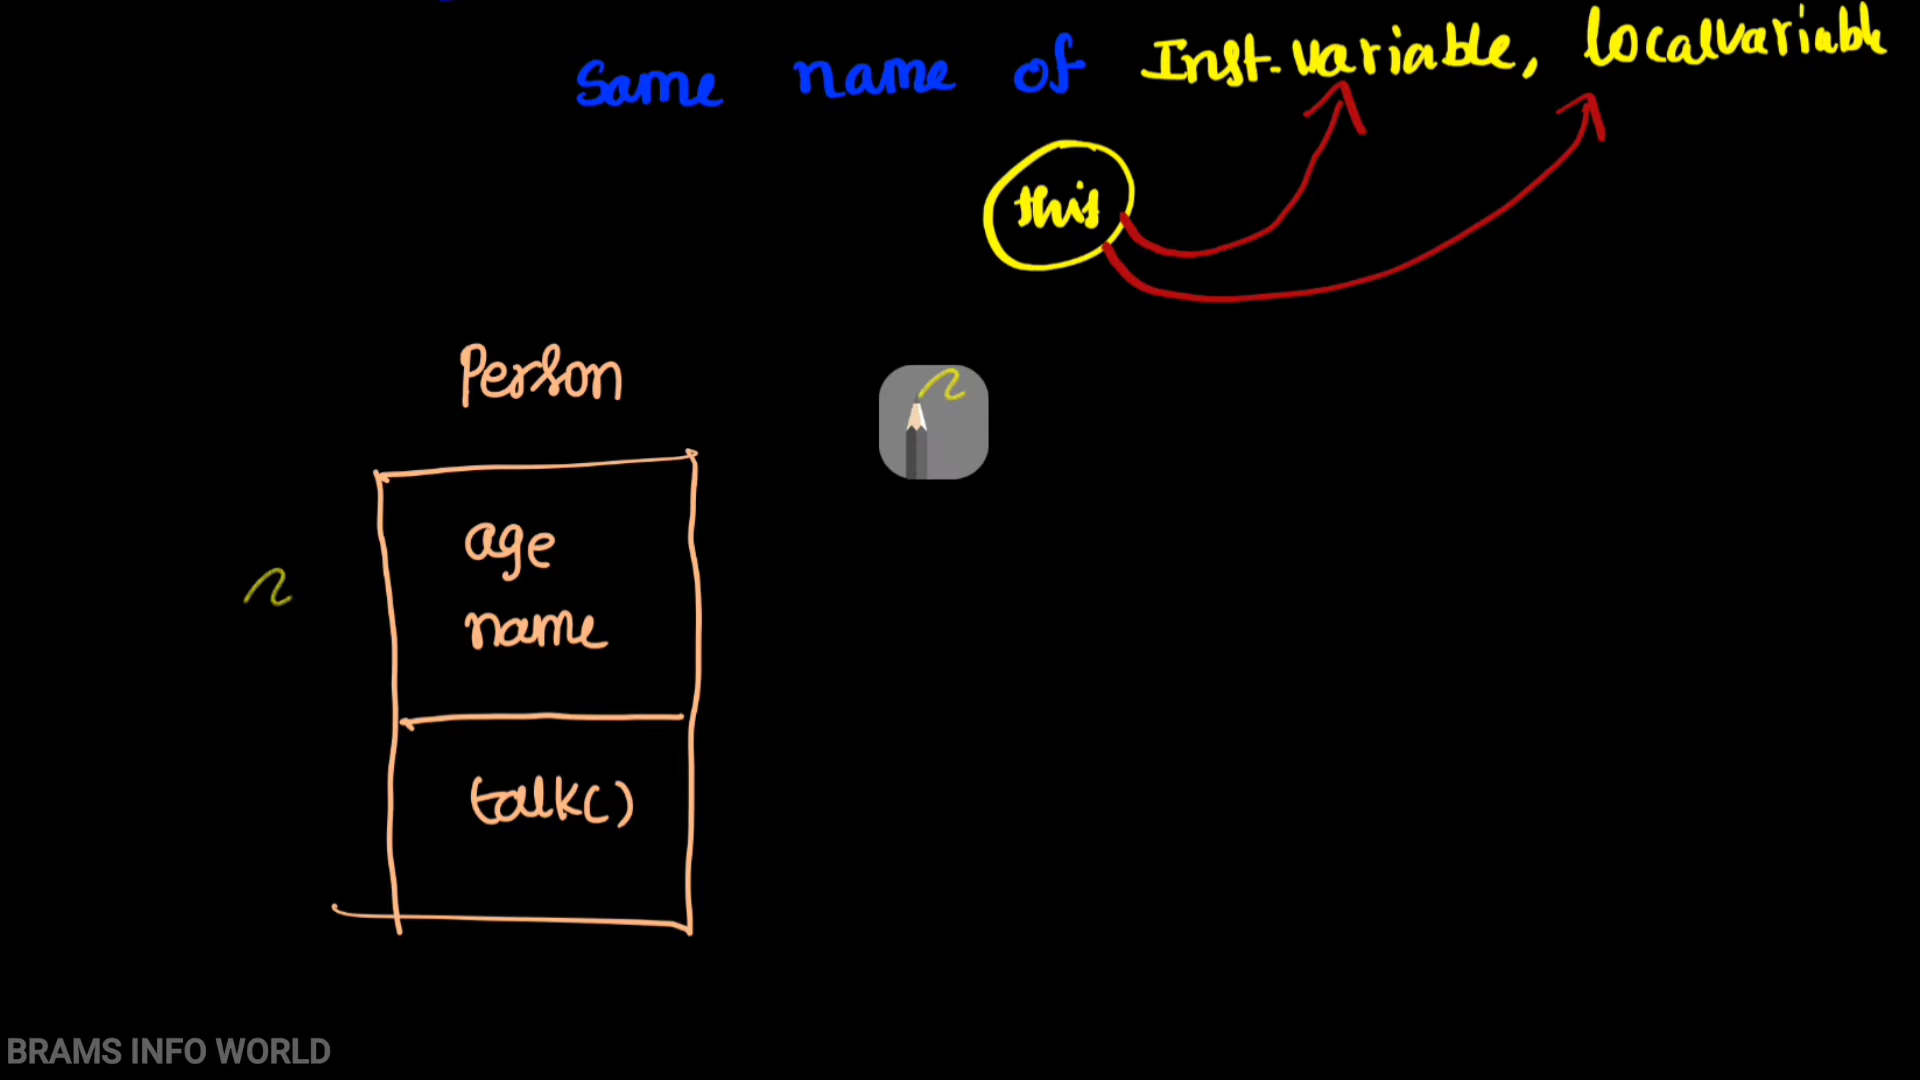 Same name of Inst.variable, localvariable
this
Person
age
name
talk()
BRAMS INFO WORLD